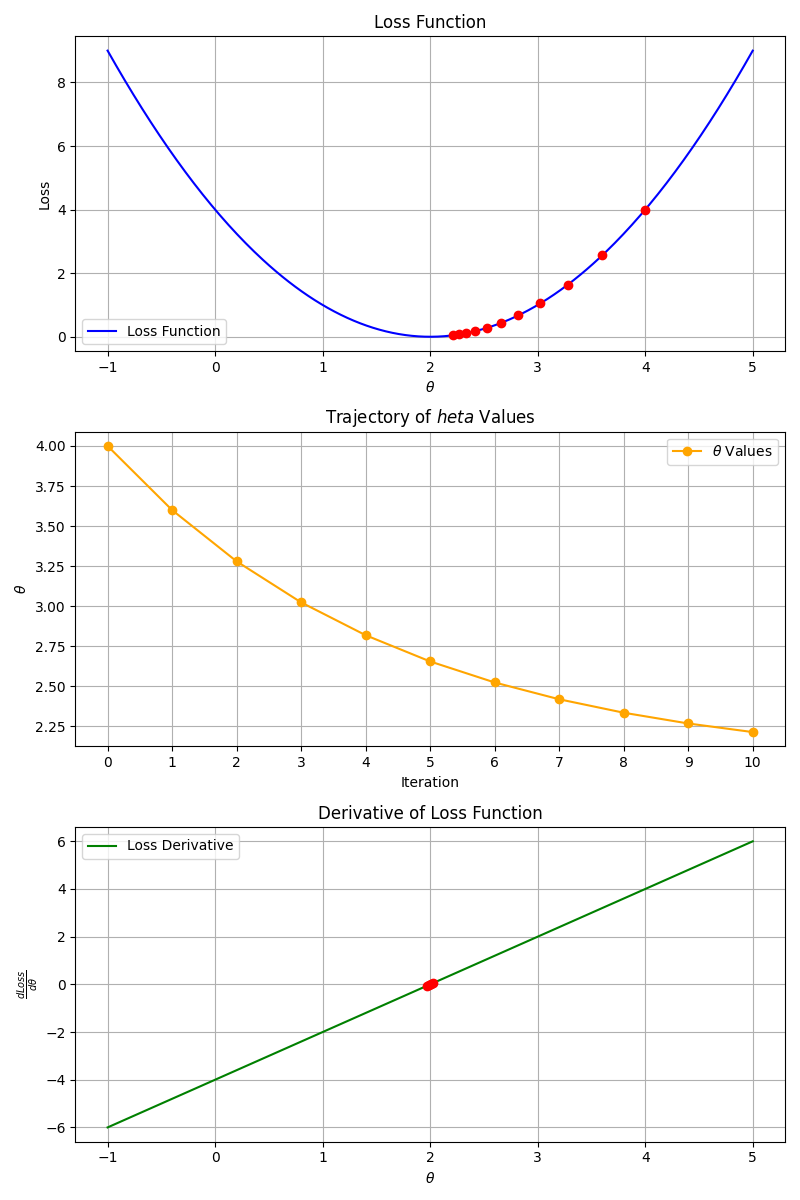 Loss Function
8
6
4
2
0
Loss
Loss Function
−1 0 1 2 3 4 5
θ
Trajectory of heta Values
4.00
3.75
3.50
3.25
3.00
2.75
2.50
2.25
θ
θ Values
0 1 2 3 4 5 6 7 8 9 10
Iteration
Derivative of Loss Function
6
4
2
0
−2
−4
−6
dLoss
dθ
Loss Derivative
−1 0 1 2 3 4 5
θ